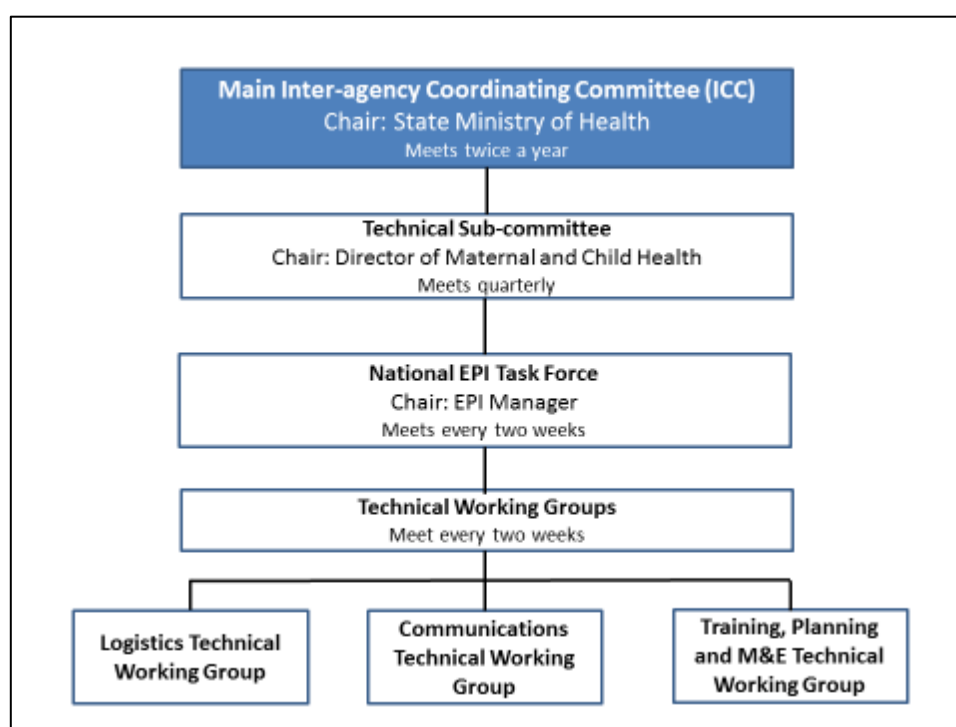 Main Inter-agency Coordinating Committee (ICC)
Chair: State Ministry of Health
Meets twice a year
Technical Sub-committee
Chair: Director of Maternal and Child Health
Meets quarterly
National EPI Task Force
Chair: EPI Manager
Meets every two weeks
Technical Working Groups
Meet every two weeks
Logistics Technical
Working Group
Communications
Technical Working
Group
Training, Planning
and M&E Technical
Working Group